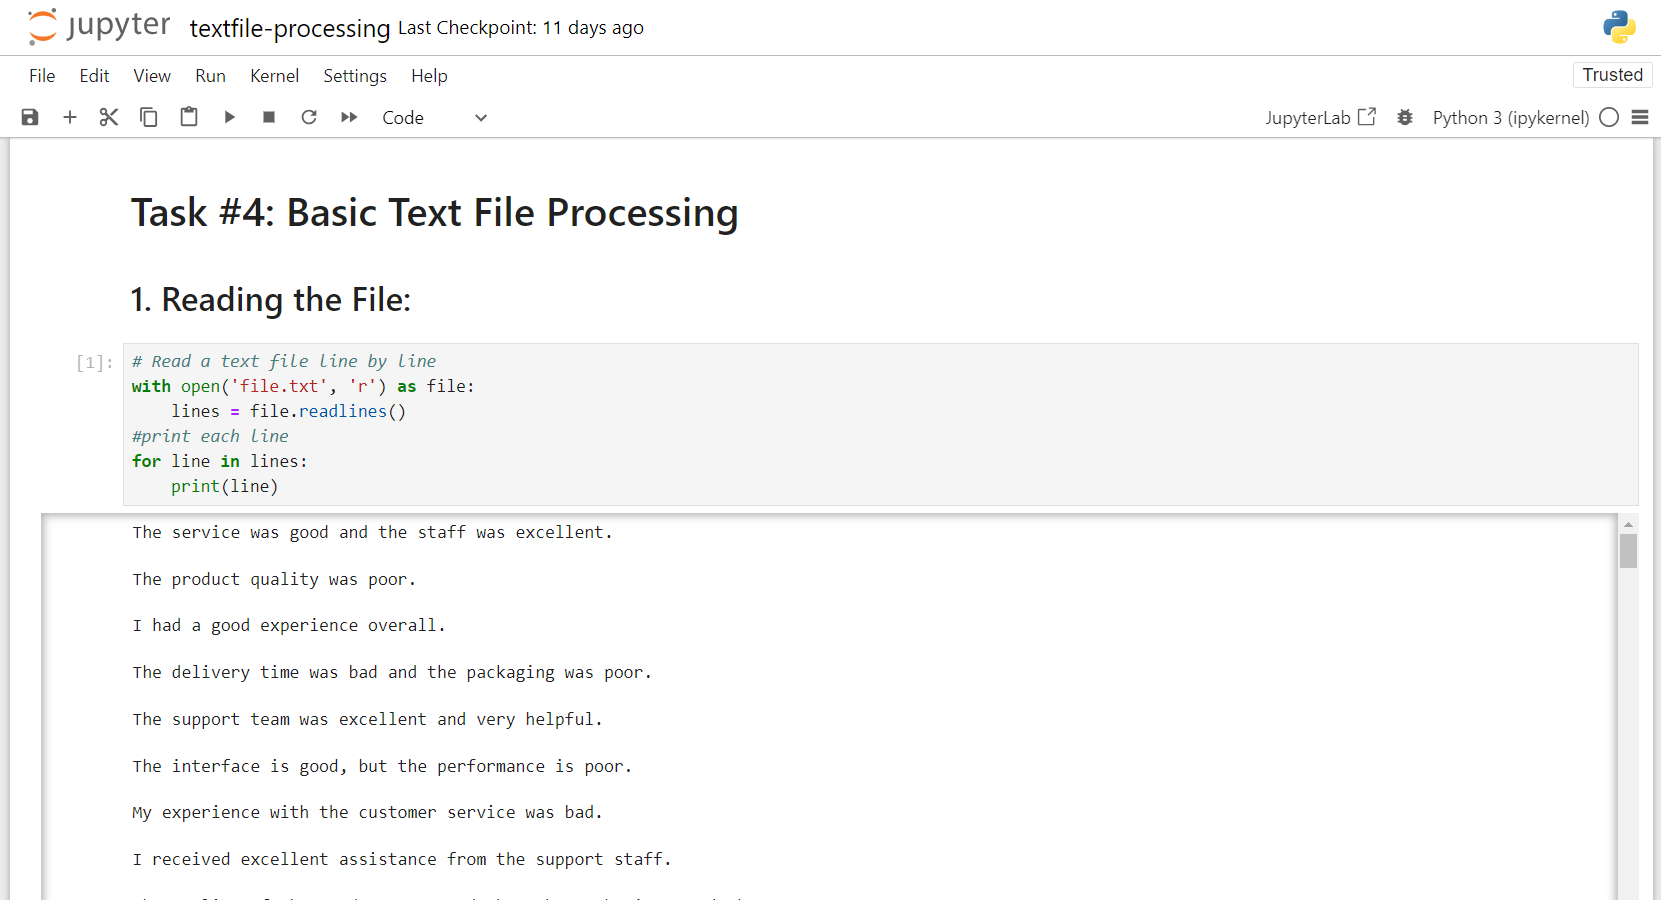 jupyter textfile-processing Last Checkpoint: 11 days ago
File Edit View Run Kernel Settings Help Trusted
Code JupyterLab Python 3 (ipykernel)
Task #4: Basic Text File Processing
1. Reading the File:
[1]: # Read a text file line by line
with open('file.txt', 'r') as file:
    lines = file.readlines()
#print each line
for line in lines:
    print(line)
The service was good and the staff was excellent.
The product quality was poor.
I had a good experience overall.
The delivery time was bad and the packaging was poor.
The support team was excellent and very helpful.
The interface is good, but the performance is poor.
My experience with the customer service was bad.
I received excellent assistance from the support staff.